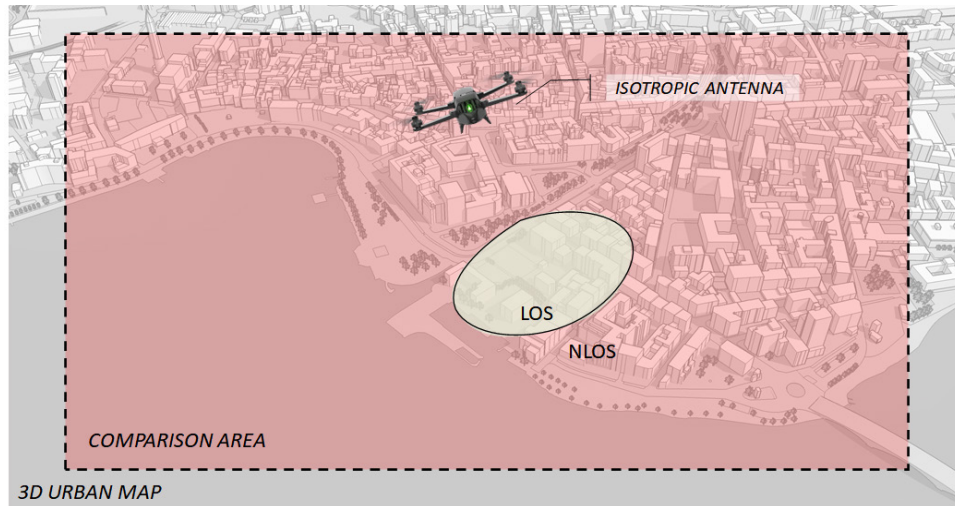 ISOTROPIC ANTENNA
LOS
NLOS
COMPARISON AREA
3D URBAN MAP